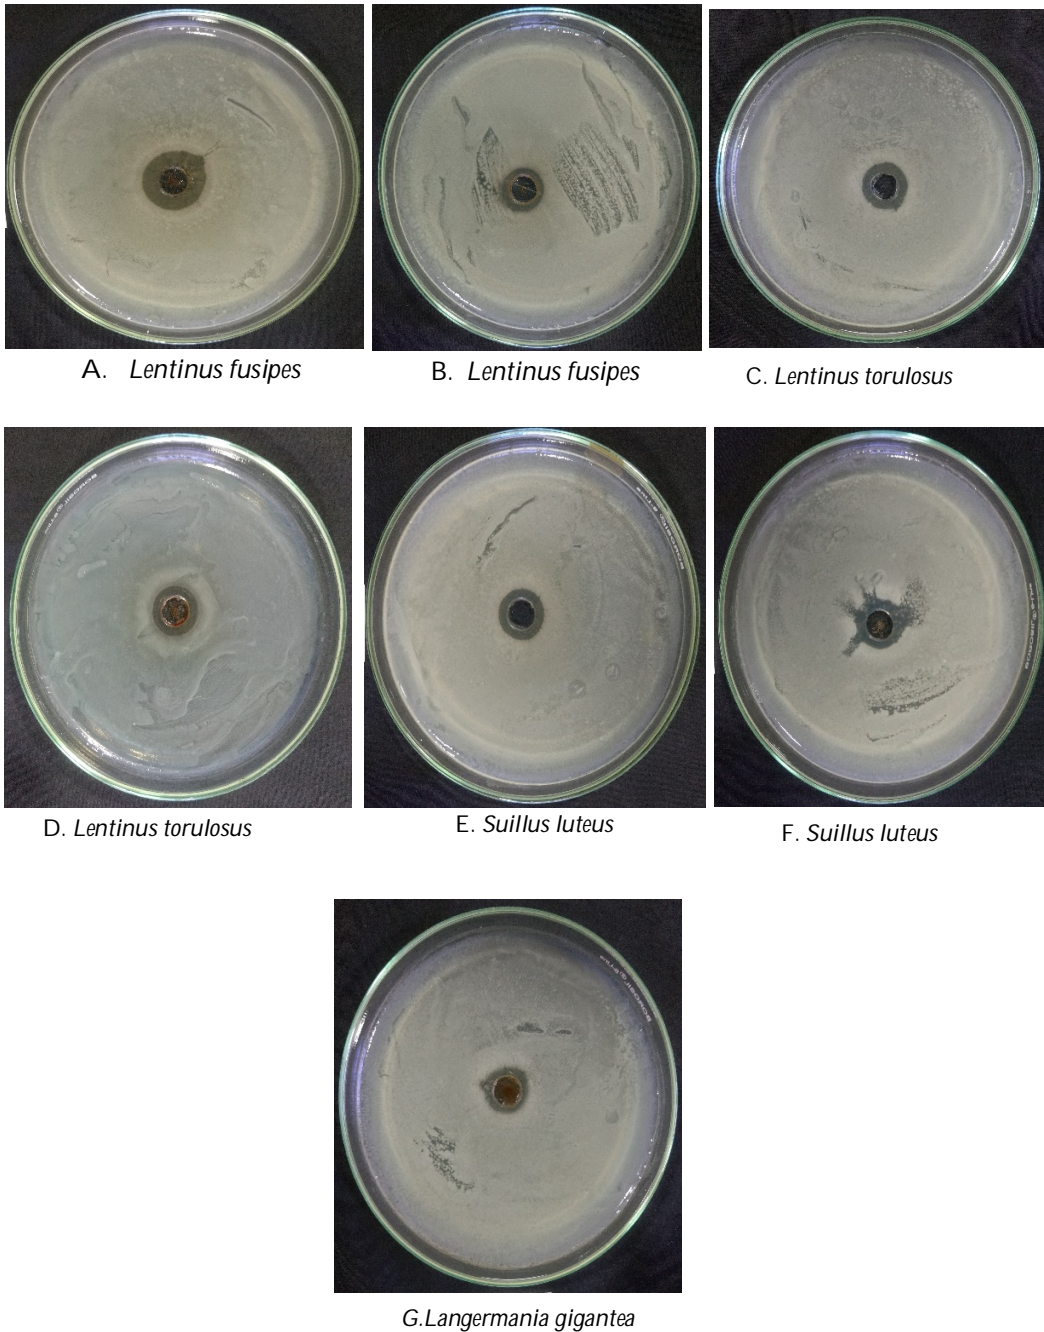 A. Lentinus fusipes
B. Lentinus fusipes
C. Lentinus torulosus
D. Lentinus torulosus
E. Suillus luteus
F. Suillus luteus
G.Langermania gigantea